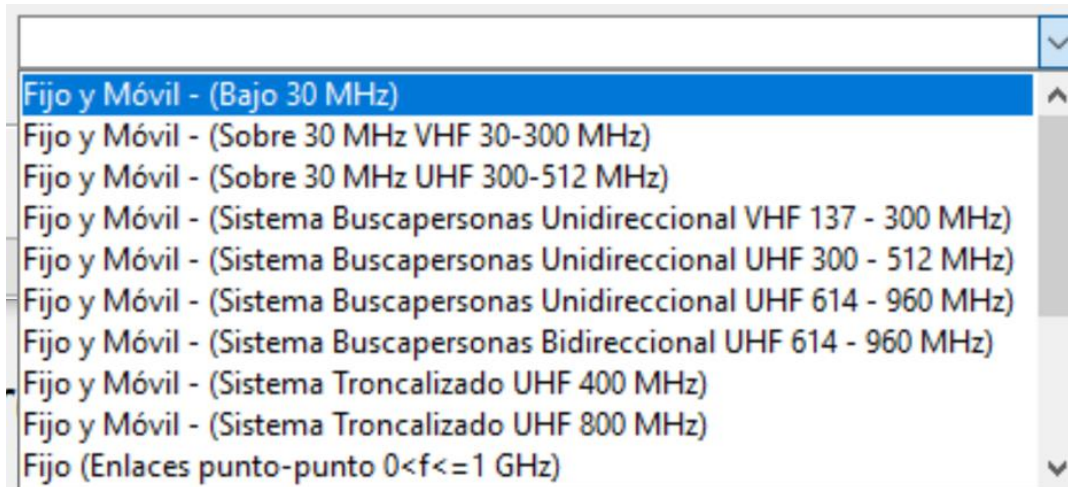 Fijo y Móvil - (Bajo 30 MHz)
Fijo y Móvil - (Sobre 30 MHz VHF 30-300 MHz)
Fijo y Móvil - (Sobre 30 MHz UHF 300-512 MHz)
Fijo y Móvil - (Sistema Buscapersonas Unidireccional VHF 137 - 300 MHz)
Fijo y Móvil - (Sistema Buscapersonas Unidireccional UHF 300 - 512 MHz)
Fijo y Móvil - (Sistema Buscapersonas Unidireccional UHF 614 - 960 MHz)
Fijo y Móvil - (Sistema Buscapersonas Bidireccional UHF 614 - 960 MHz)
Fijo y Móvil - (Sistema Troncalizado UHF 400 MHz)
Fijo y Móvil - (Sistema Troncalizado UHF 800 MHz)
Fijo (Enlaces punto-punto 0<f<=1 GHz)